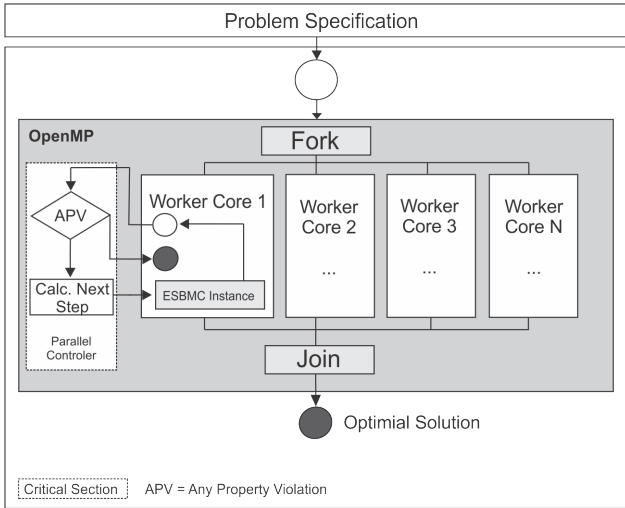 Problem Specification
OpenMP
Fork
APV
Calc. Next
Step
Parallel
Controler
Worker Core 1
ESBMC Instance
Worker
Core 2
...
Worker
Core 3
...
Worker
Core N
...
Join
Optimial Solution
Critical Section
APV = Any Property Violation